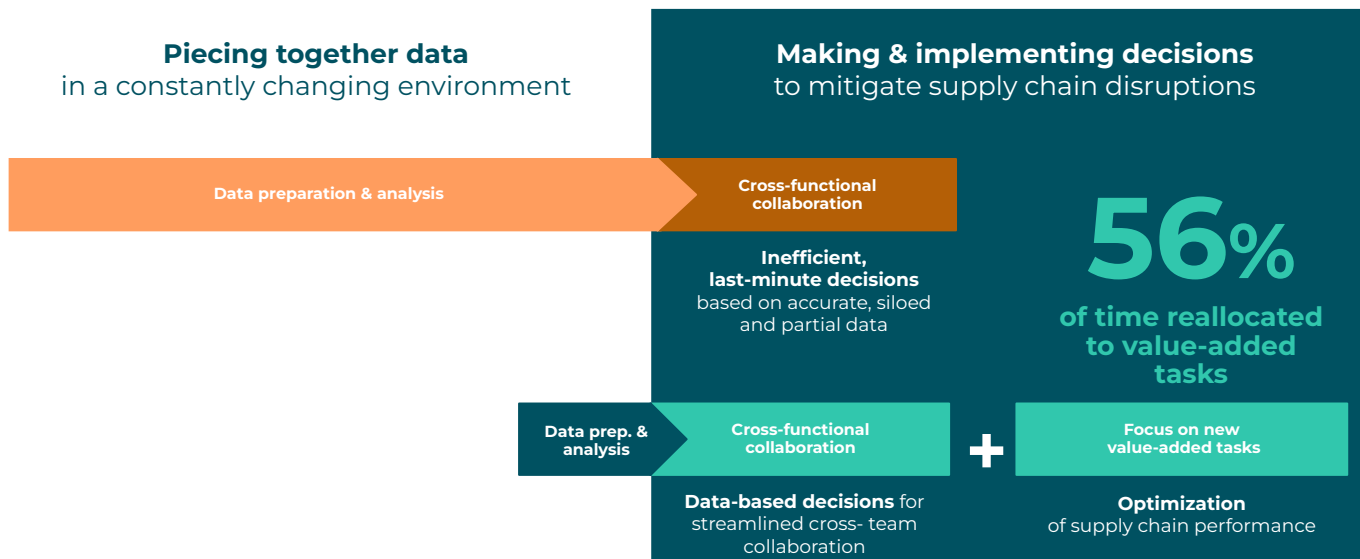 Piecing together data
in a constantly changing environment
Making & implementing decisions
to mitigate supply chain disruptions
Data preparation & analysis
Cross-functional
collaboration
Inefficient,
last-minute decisions
based on accurate, siloed
and partial data
56%
of time reallocated
to value-added
tasks
Data prep. &
analysis
Cross-functional
collaboration
+
Focus on new
value-added tasks
Data-based decisions for
streamlined cross- team
collaboration
Optimization
of supply chain performance